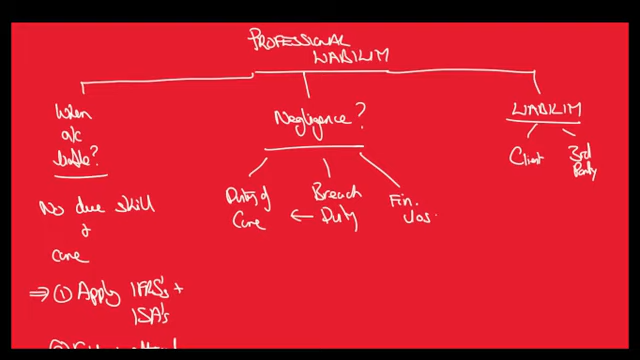 PROFESSIONAL
LIABILITY
When
a/c
liable?
No due skill
&
care
⇒ ① Apply IFRS's +
ISA's
Negligence?
Duty of
Care
← Breach
Duty
Fin.
Loss
LIABILITY
Client
3rd
Party